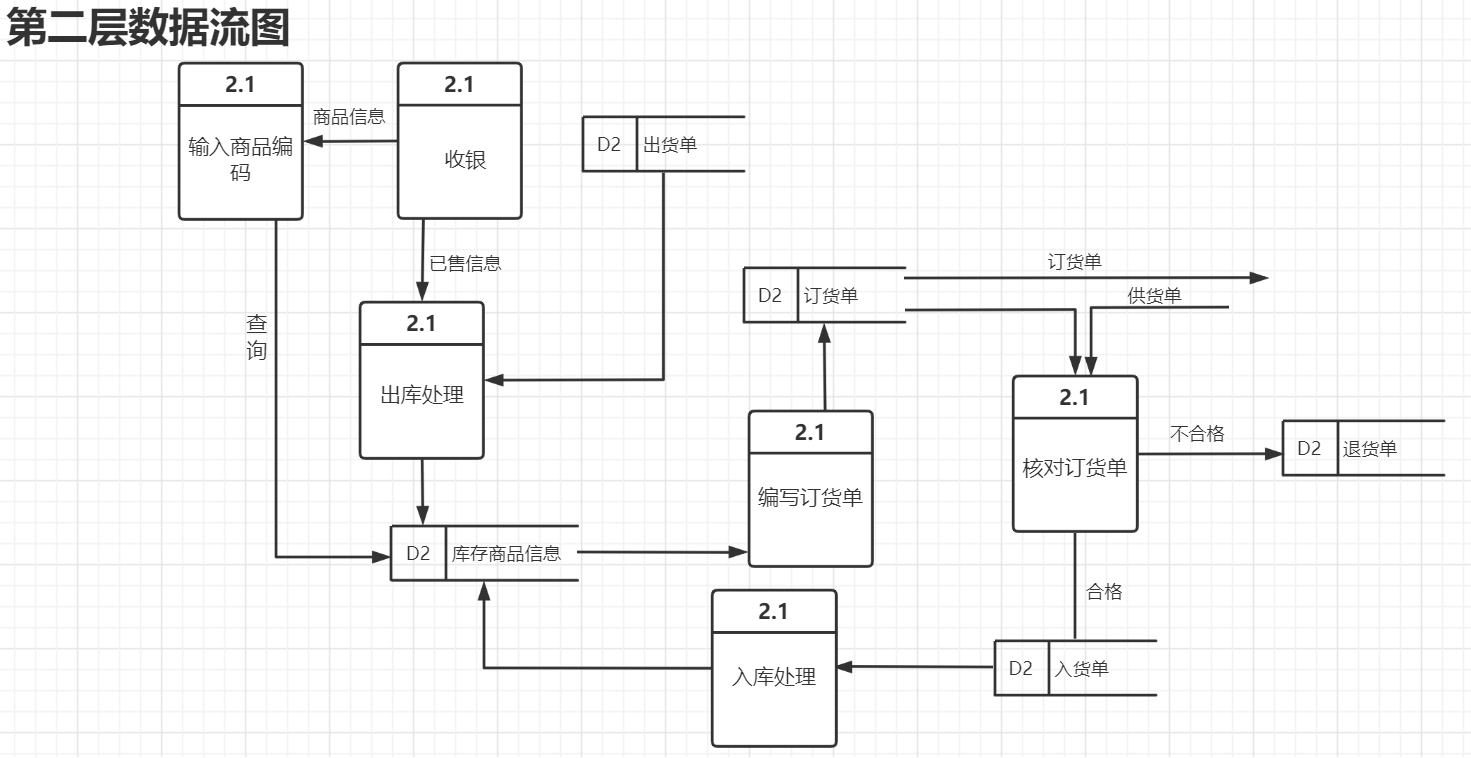 第二层数据流图
2.1
输入商品编
码
商品信息
2.1
收银
D2
出货单
已售信息
查
询
2.1
出库处理
D2
订货单
订货单
供货单
2.1
编写订货单
2.1
核对订货单
不合格
D2
退货单
D2
库存商品信息
合格
2.1
入库处理
D2
入货单